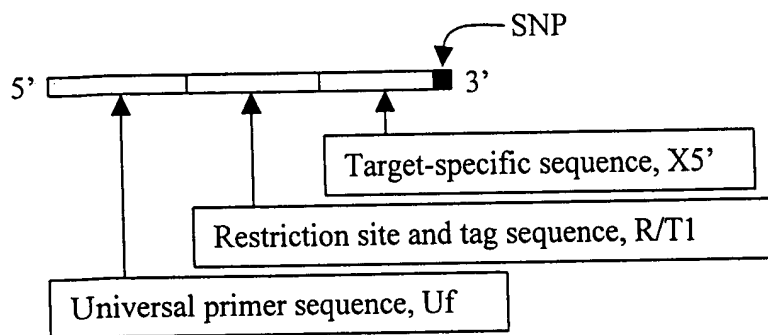 SNP
5’ 3’
Target-specific sequence, X5’
Restriction site and tag sequence, R/T1
Universal primer sequence, Uf